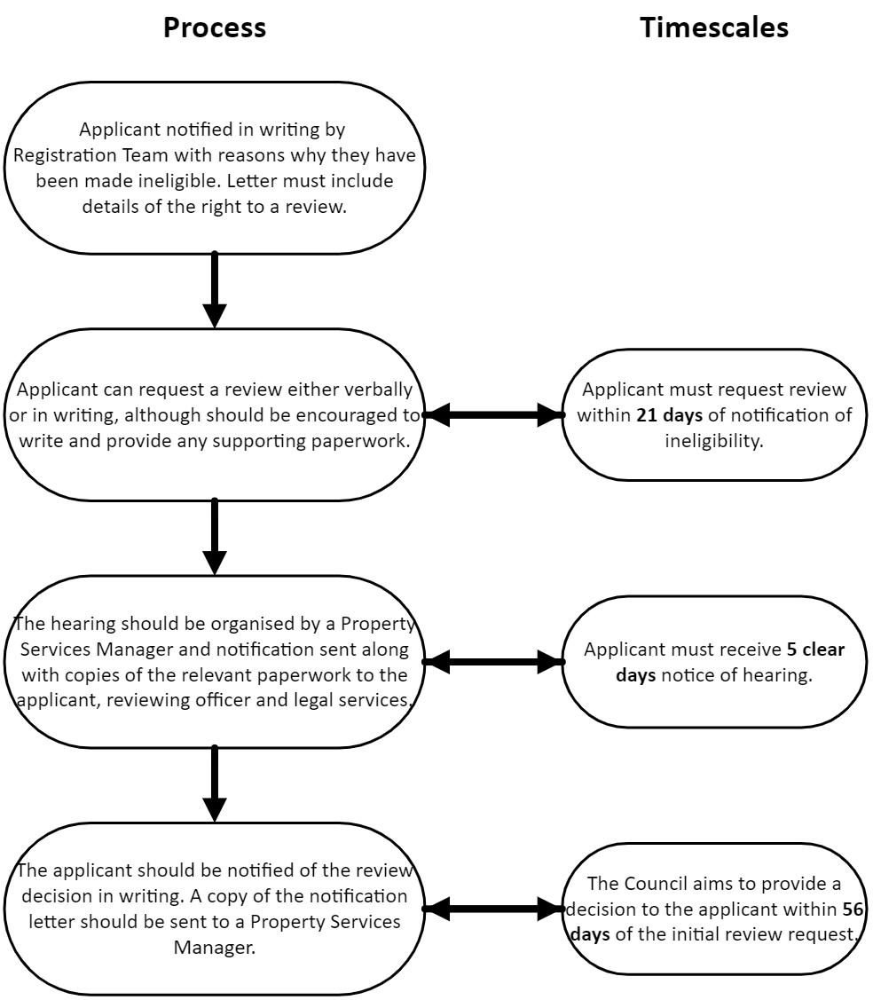 Process
Timescales
Applicant notified in writing by
Registration Team with reasons why they have
been made ineligible. Letter must include
details of the right to a review.
Applicant can request a review either verbally
or in writing, although should be encouraged to
write and provide any supporting paperwork.
Applicant must request review
within 21 days of notification of
ineligibility.
The hearing should be organised by a Property
Services Manager and notification sent along
with copies of the relevant paperwork to the
applicant, reviewing officer and legal services.
Applicant must receive 5 clear
days notice of hearing.
The applicant should be notified of the review
decision in writing. A copy of the notification
letter should be sent to a Property Services
Manager.
The Council aims to provide a
decision to the applicant within 56
days of the initial review request.